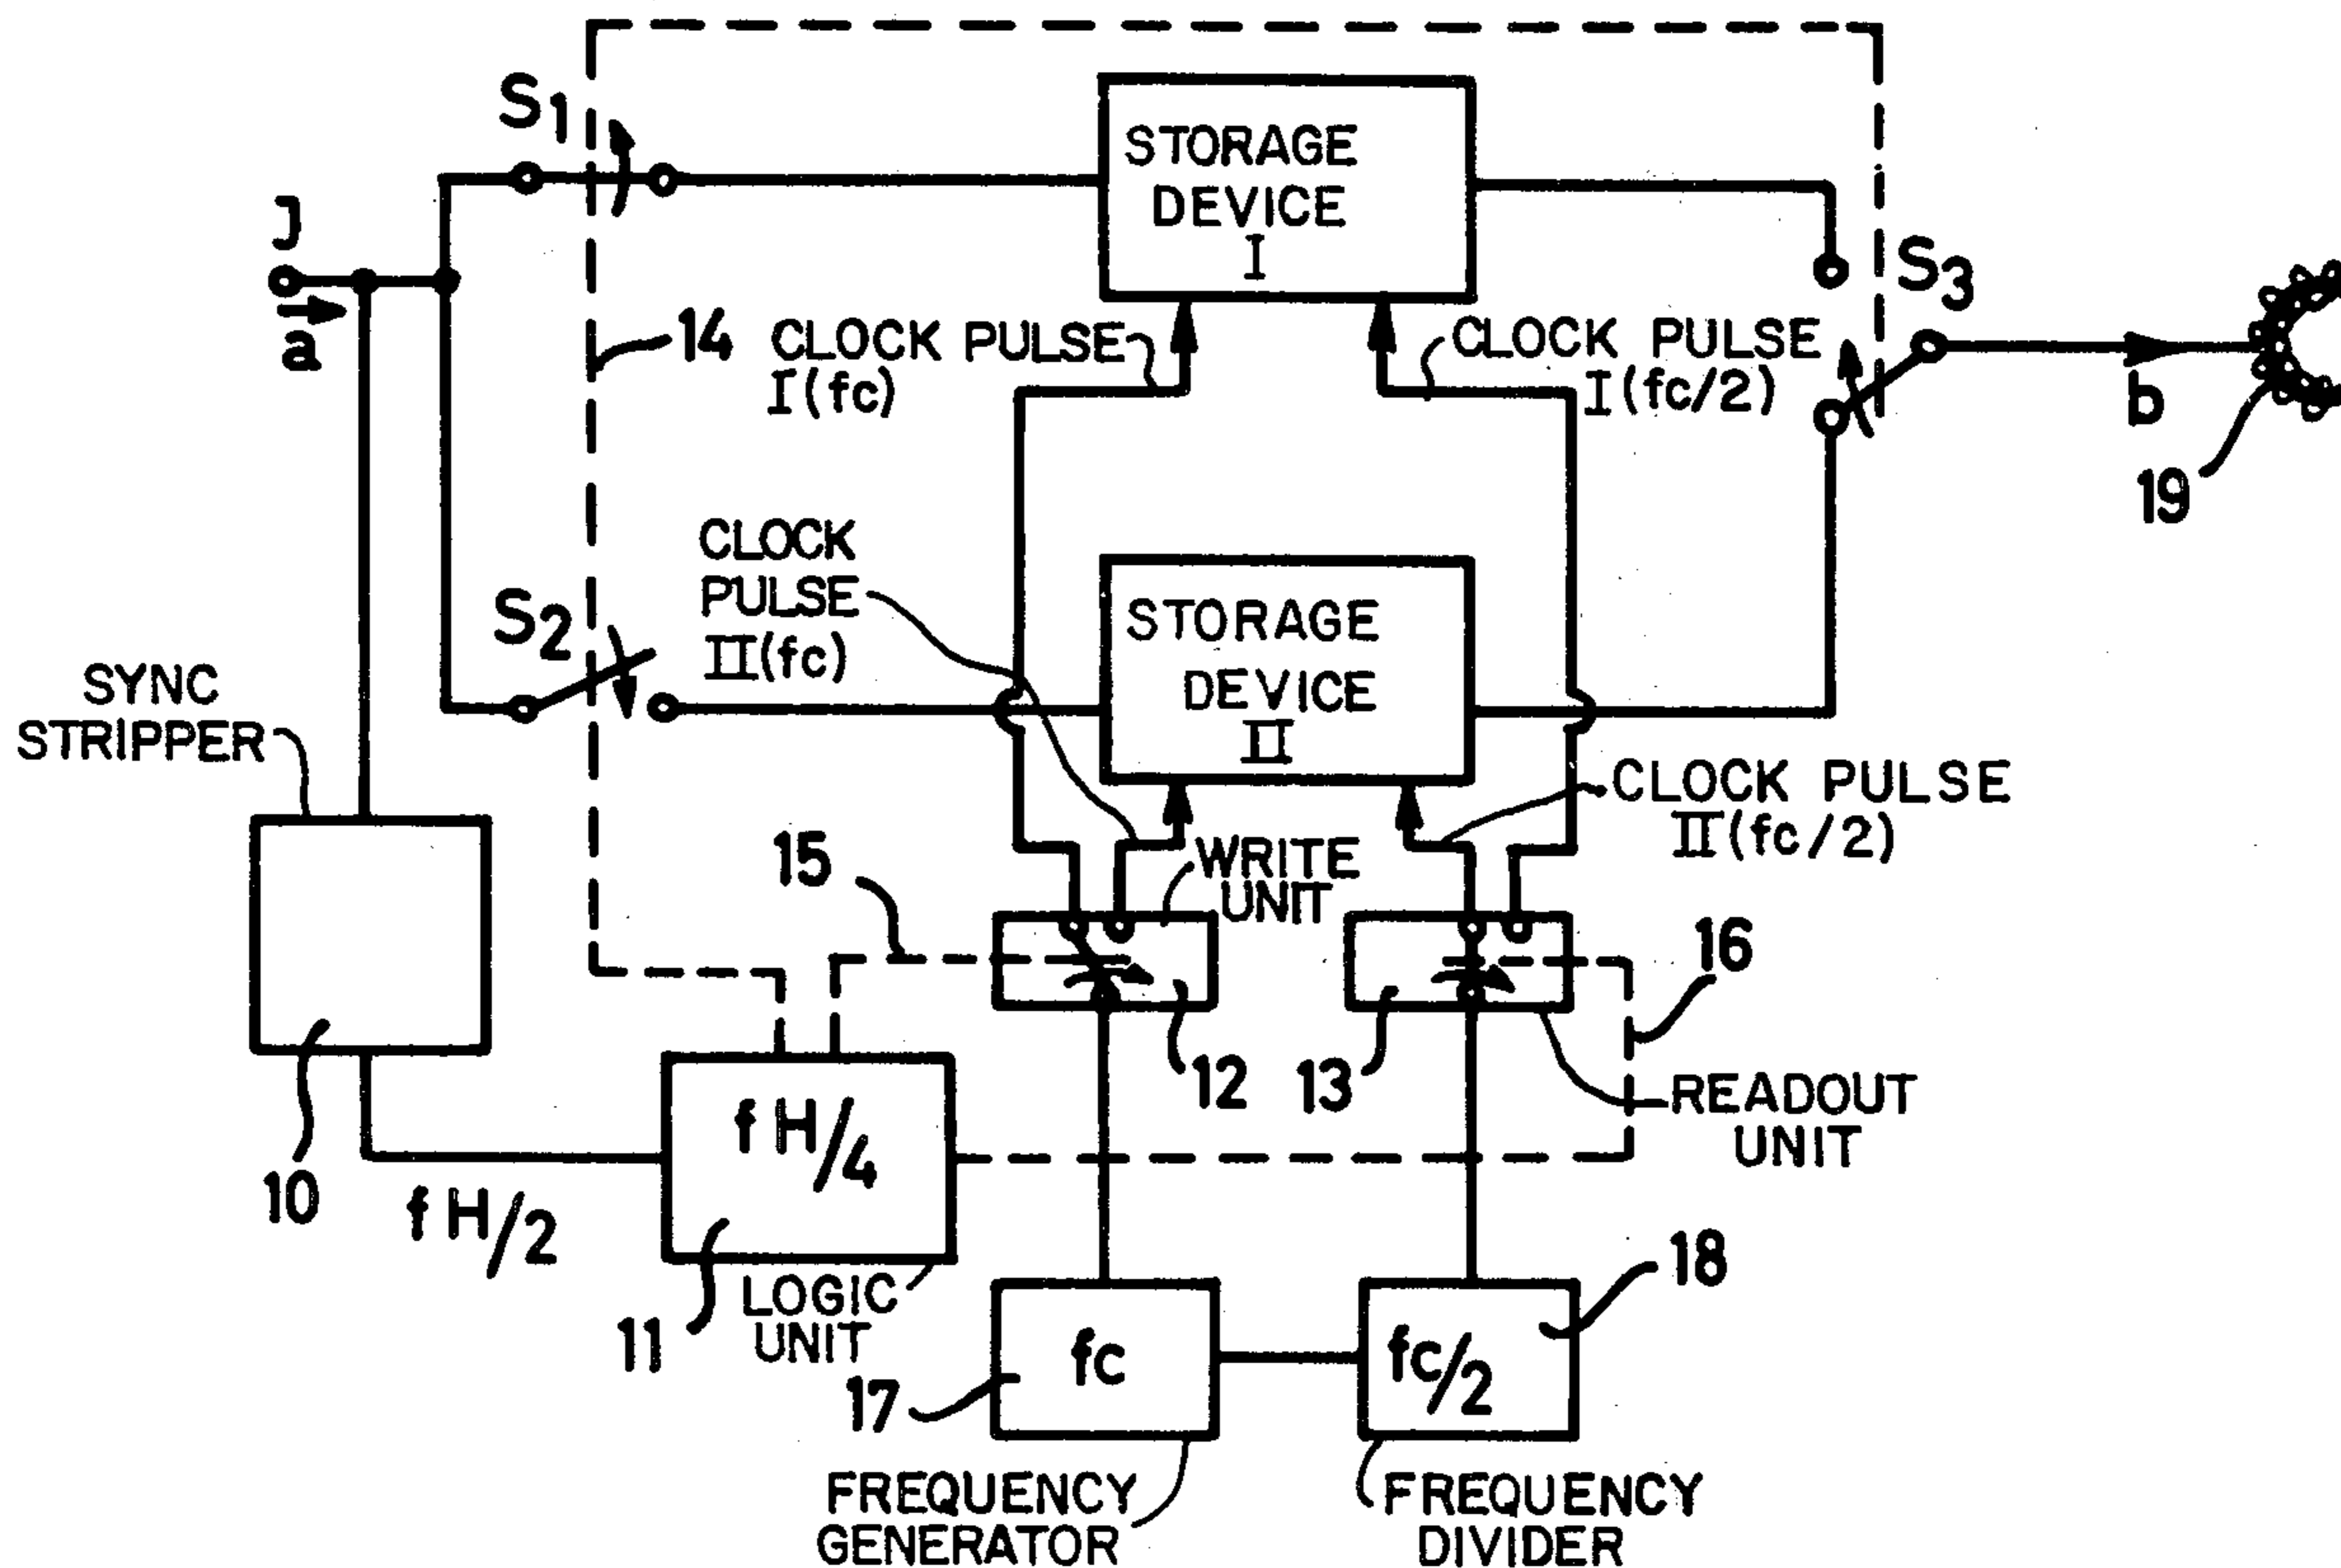 S1
STORAGE
DEVICE
I
J
a
S3
14
CLOCK PULSE
I(fc)
CLOCK PULSE
I(fc/2)
b
19
CLOCK
PULSE
II(fc)
S2
STORAGE
DEVICE
II
SYNC
STRIPPER
CLOCK PULSE
II(fc/2)
15
WRITE
UNIT
16
12
13
READOUT
UNIT
fH/4
10
fH/2
11
LOGIC
UNIT
18
17
fc
fc/2
FREQUENCY
GENERATOR
FREQUENCY
DIVIDER